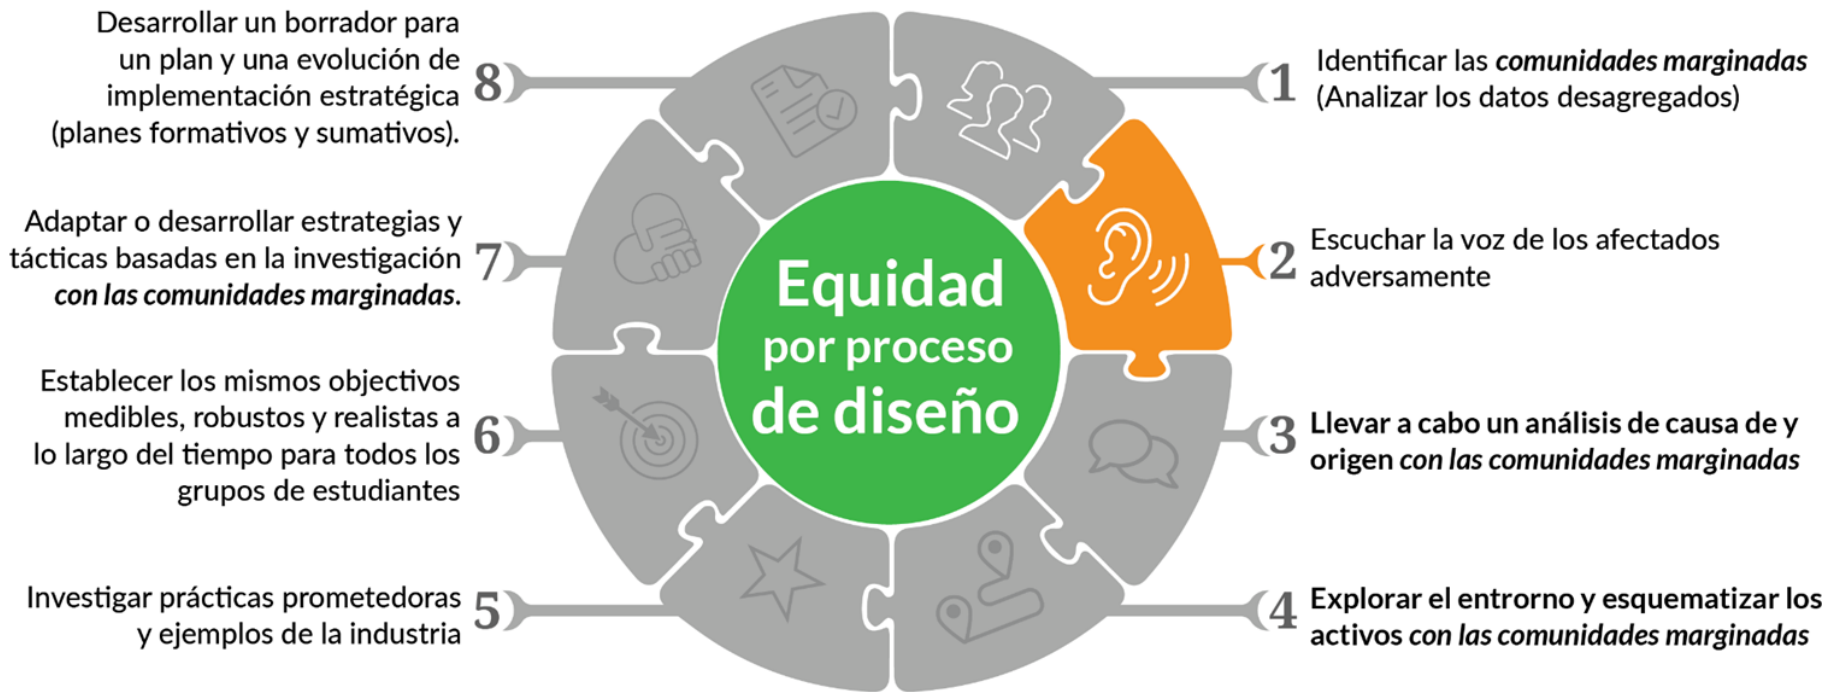 Equidad
por proceso
de diseño
1
Identificar las comunidades marginadas
(Analizar los datos desagregados)
2
Escuchar la voz de los afectados
adversamente
3
Llevar a cabo un análisis de causa de y
origen con las comunidades marginadas
4
Explorar el entrorno y esquematizar los
activos con las comunidades marginadas
5
Investigar prácticas prometedoras
y ejemplos de la industria
6
Establecer los mismos objectivos
medibles, robustos y realistas a
lo largo del tiempo para todos los
grupos de estudiantes
7
Adaptar o desarrollar estrategias y
tácticas basadas en la investigación
con las comunidades marginadas.
8
Desarrollar un borrador para
un plan y una evolución de
implementación estratégica
(planes formativos y sumativos).